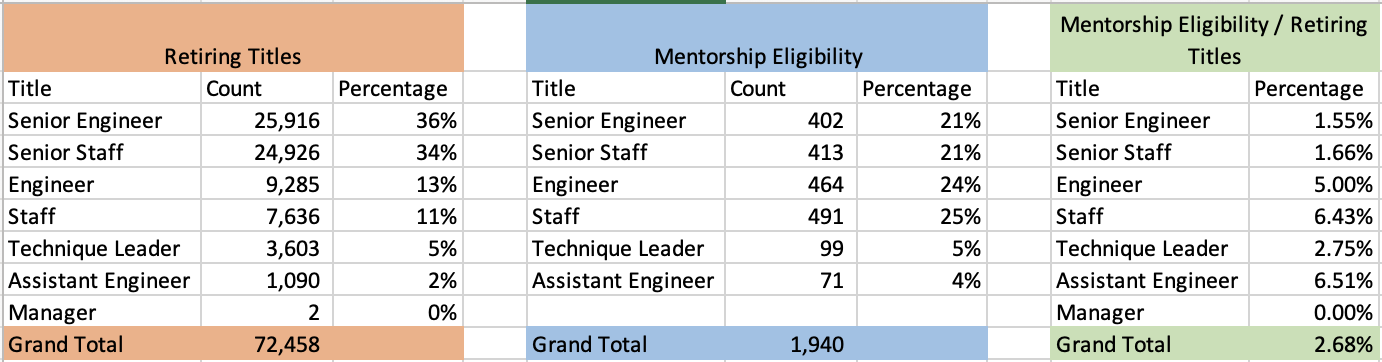 Retiring Titles Mentorship Eligibility Mentorship Eligibility / Retiring Titles
Title Count Percentage Title Count Percentage Title Percentage
Senior Engineer 25,916 36% Senior Engineer 402 21% Senior Engineer 1.55%
Senior Staff 24,926 34% Senior Staff 413 21% Senior Staff 1.66%
Engineer 9,285 13% Engineer 464 24% Engineer 5.00%
Staff 7,636 11% Staff 491 25% Staff 6.43%
Technique Leader 3,603 5% Technique Leader 99 5% Technique Leader 2.75%
Assistant Engineer 1,090 2% Assistant Engineer 71 4% Assistant Engineer 6.51%
Manager 2 0% Manager 0.00%
Grand Total 72,458 Grand Total 1,940 Grand Total 2.68%